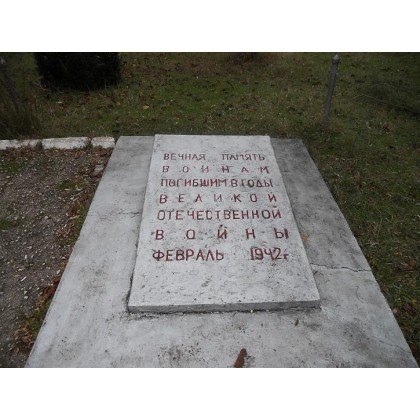 ВЕЧНАЯ ПАМЯТЬ
ВОИНАМ
ПОГИБШИМ В ГОДЫ
ВЕЛИКОЙ
ОТЕЧЕСТВЕННОЙ
ВОЙНЫ
ФЕВРАЛЬ 1942г.